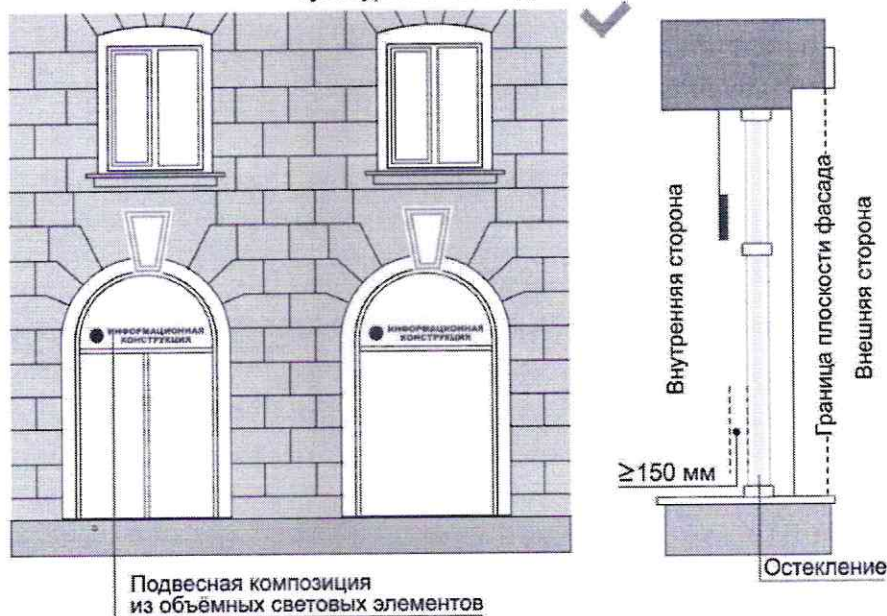 ИНФОРМАЦИОННАЯ
КОНСТРУКЦИЯ
ИНФОРМАЦИОННАЯ
КОНСТРУКЦИЯ
Подвесная композиция
из объёмных световых элементов
Внутренняя сторона
Граница плоскости фасада
Внешняя сторона
≥150 мм
Остекление